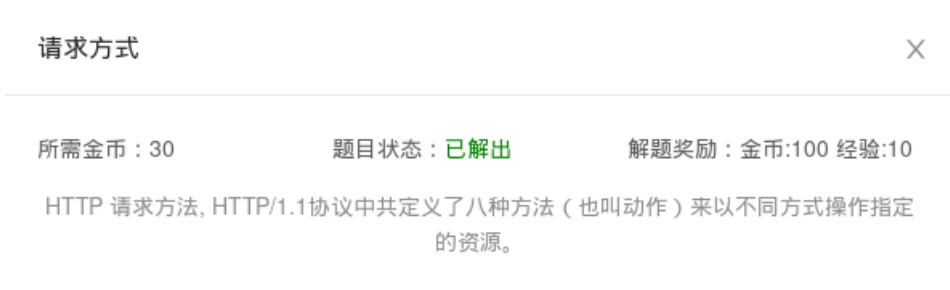 请求方式
所需金币：30 题目状态：已解出 解题奖励：金币:100 经验:10
HTTP 请求方法, HTTP/1.1协议中共定义了八种方法（也叫动作）来以不同方式操作指定
的资源。